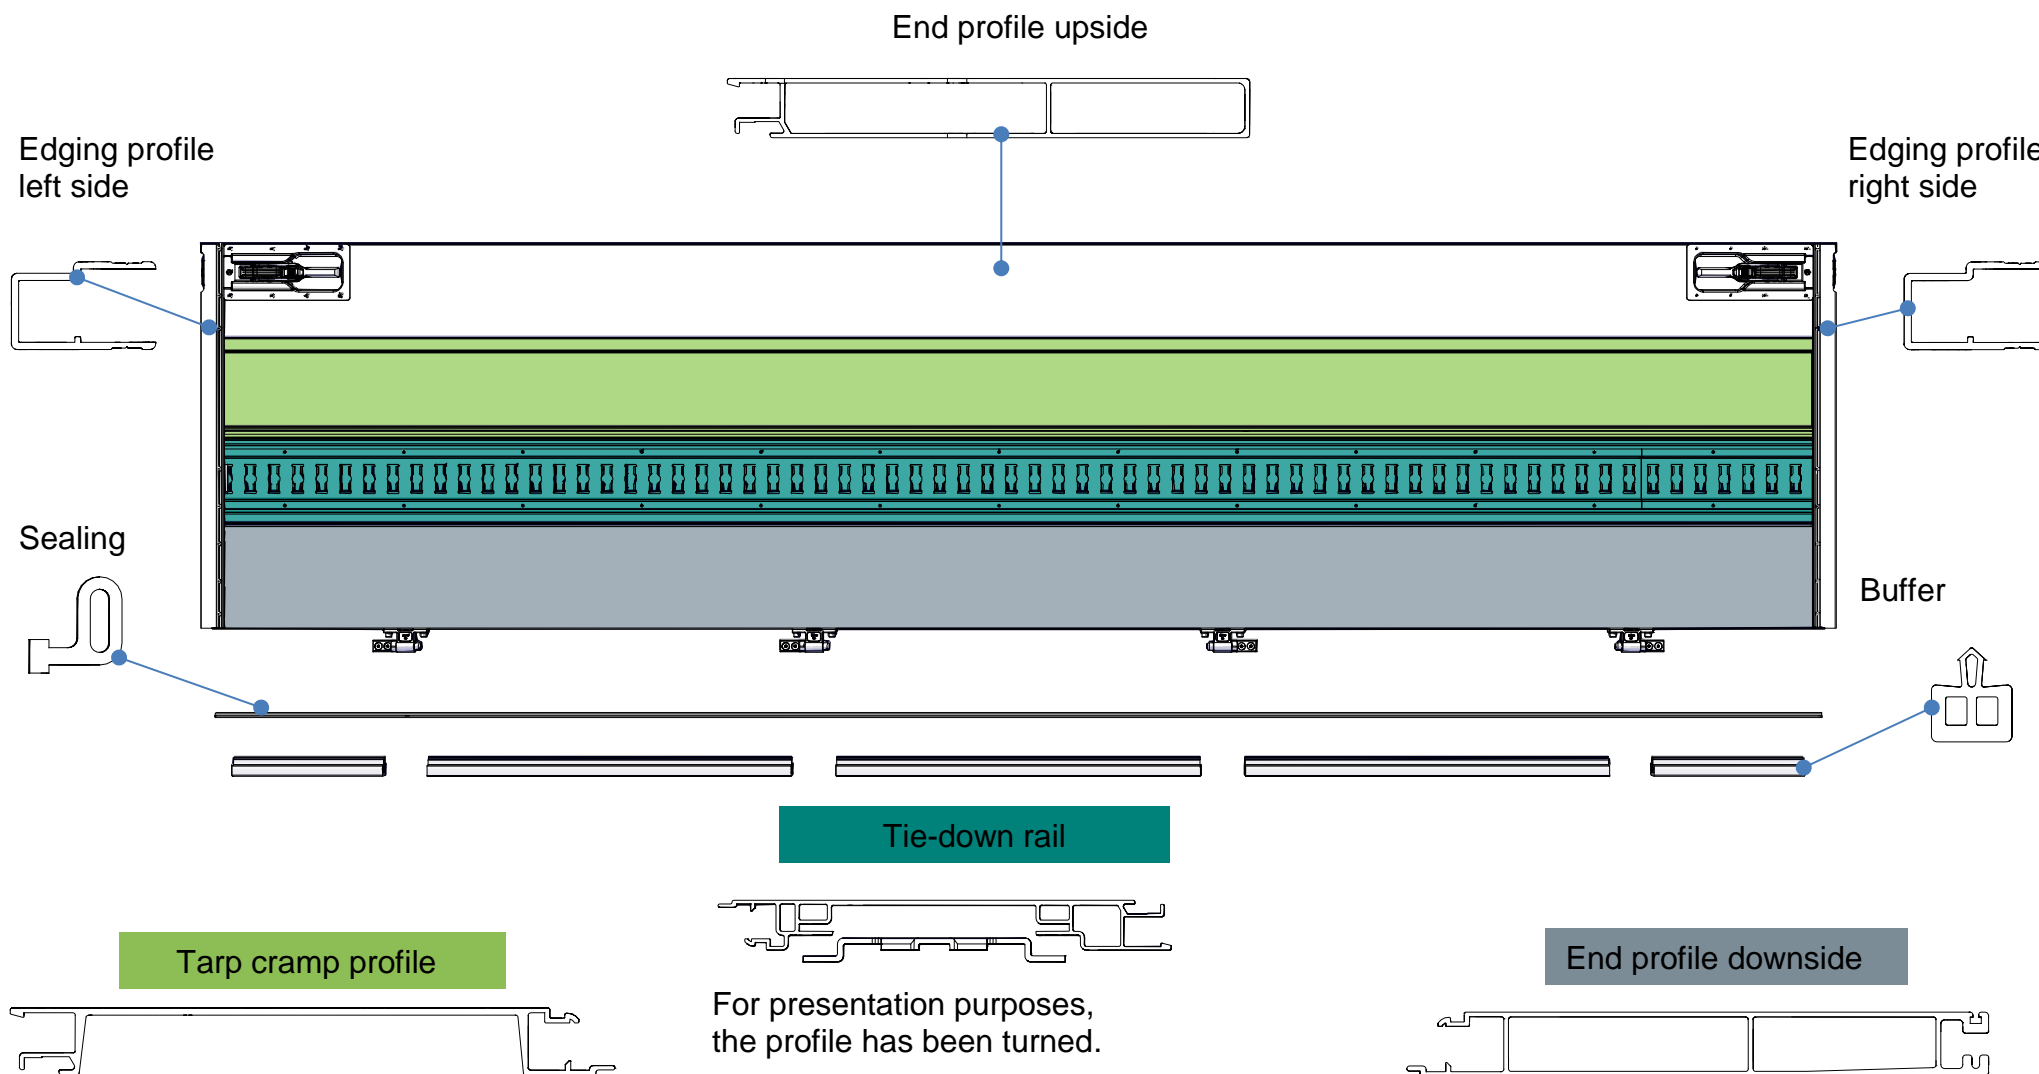 End profile upside
Edging profile
left side
Edging profile
right side
Sealing
Buffer
Tie-down rail
Tarp cramp profile
End profile downside
For presentation purposes,
the profile has been turned.